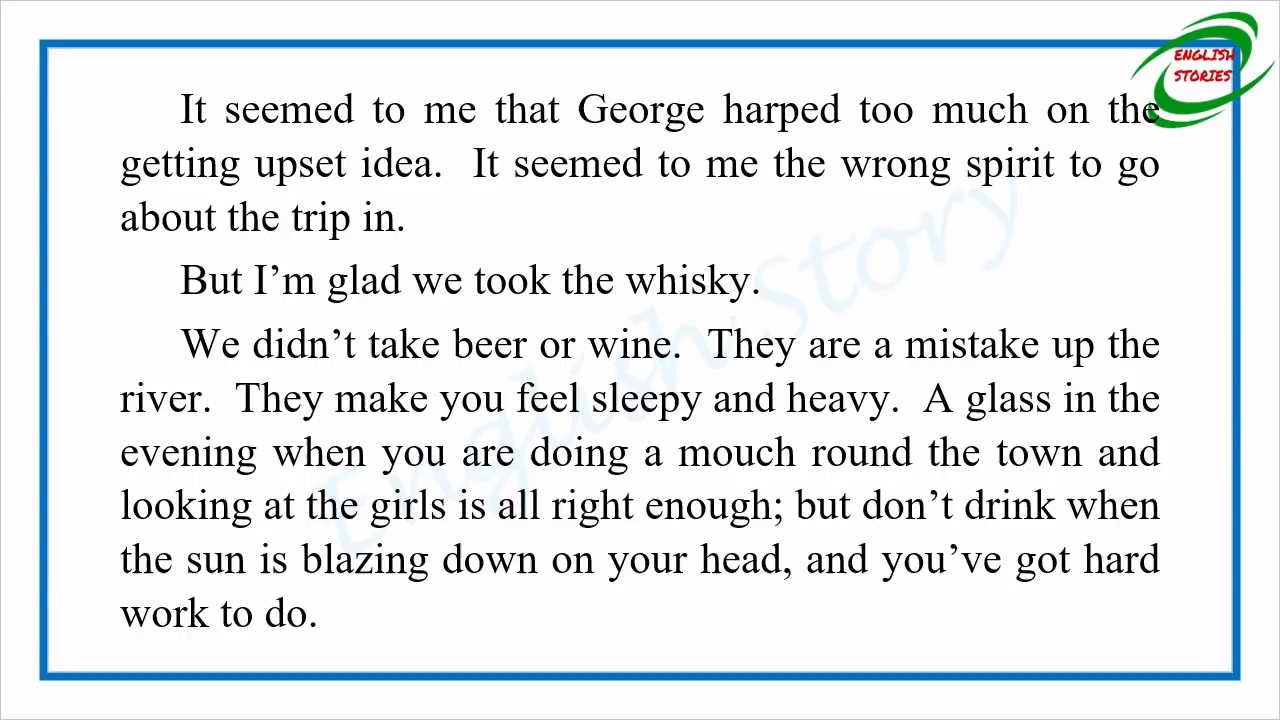 ENGLISH
STORIES
It seemed to me that George harped too much on the
getting upset idea.  It seemed to me the wrong spirit to go
about the trip in.
But I’m glad we took the whisky.
We didn’t take beer or wine.  They are a mistake up the
river.  They make you feel sleepy and heavy.  A glass in the
evening when you are doing a mouch round the town and
looking at the girls is all right enough; but don’t drink when
the sun is blazing down on your head, and you’ve got hard
work to do.
English Story